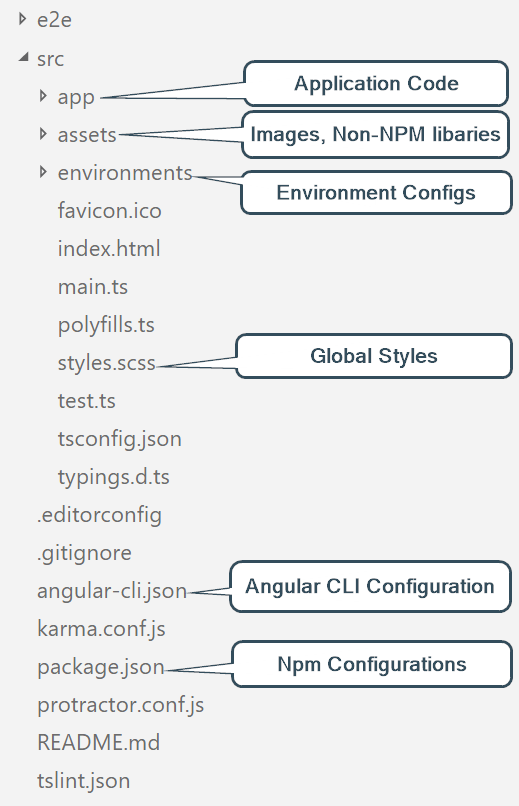 e2e
src
app
Application Code
assets
Images, Non-NPM libaries
environments
Environment Configs
favicon.ico
index.html
main.ts
polyfills.ts
styles.scss
Global Styles
test.ts
tsconfig.json
typings.d.ts
.editorconfig
.gitignore
angular-cli.json
Angular CLI Configuration
karma.conf.js
package.json
Npm Configurations
protractor.conf.js
README.md
tslint.json